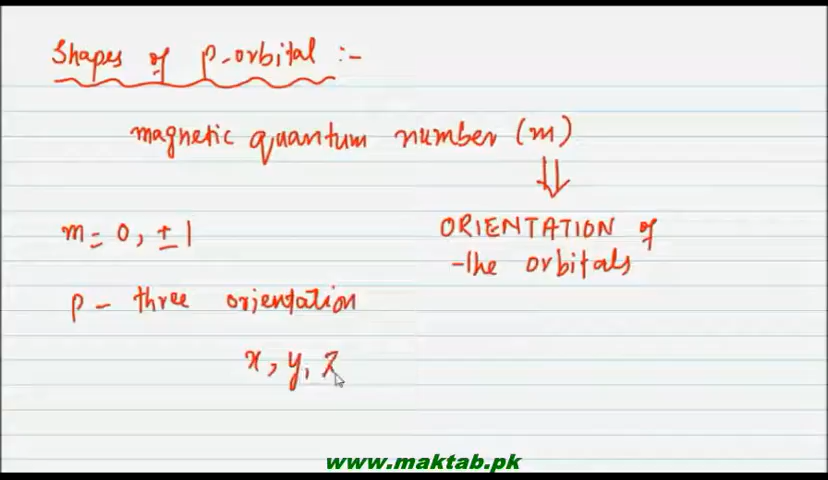 Shapes of p-orbital :-
magnetic quantum number (m)
⇓
m = 0, ± 1
ORIENTATION of
the orbitals
p - three orientation
x, y, z
www.maktab.pk